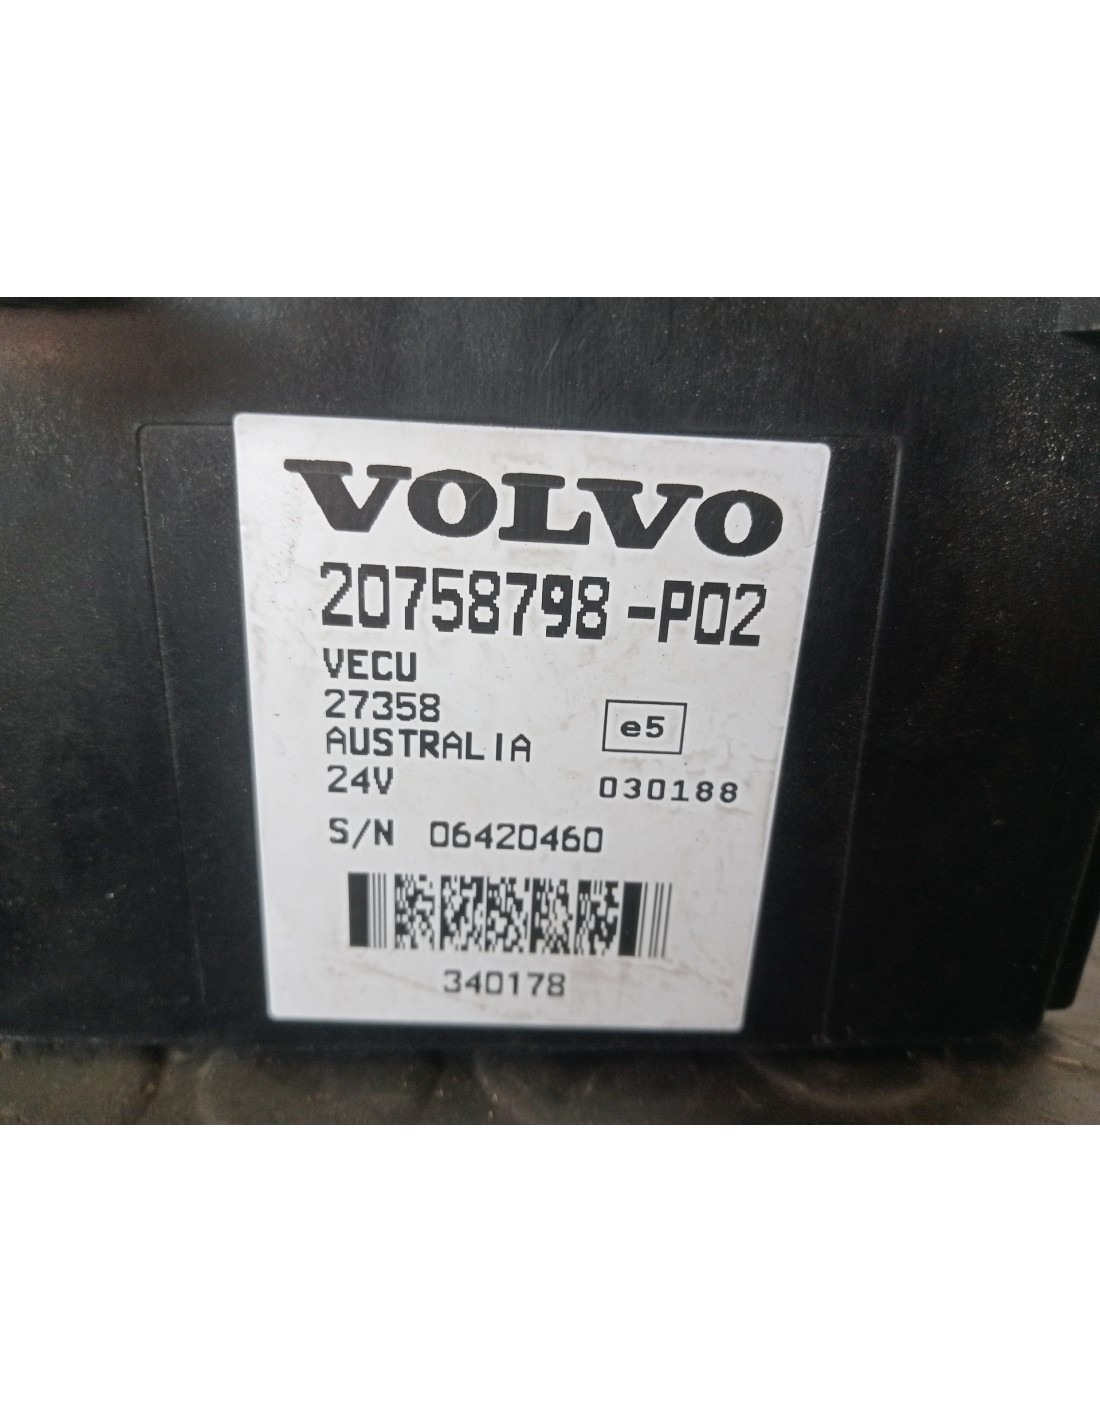 VOLVO
20758798-P02
VECU
27358
e5
AUSTRALIA
24V
030188
S/N 06420460
340178